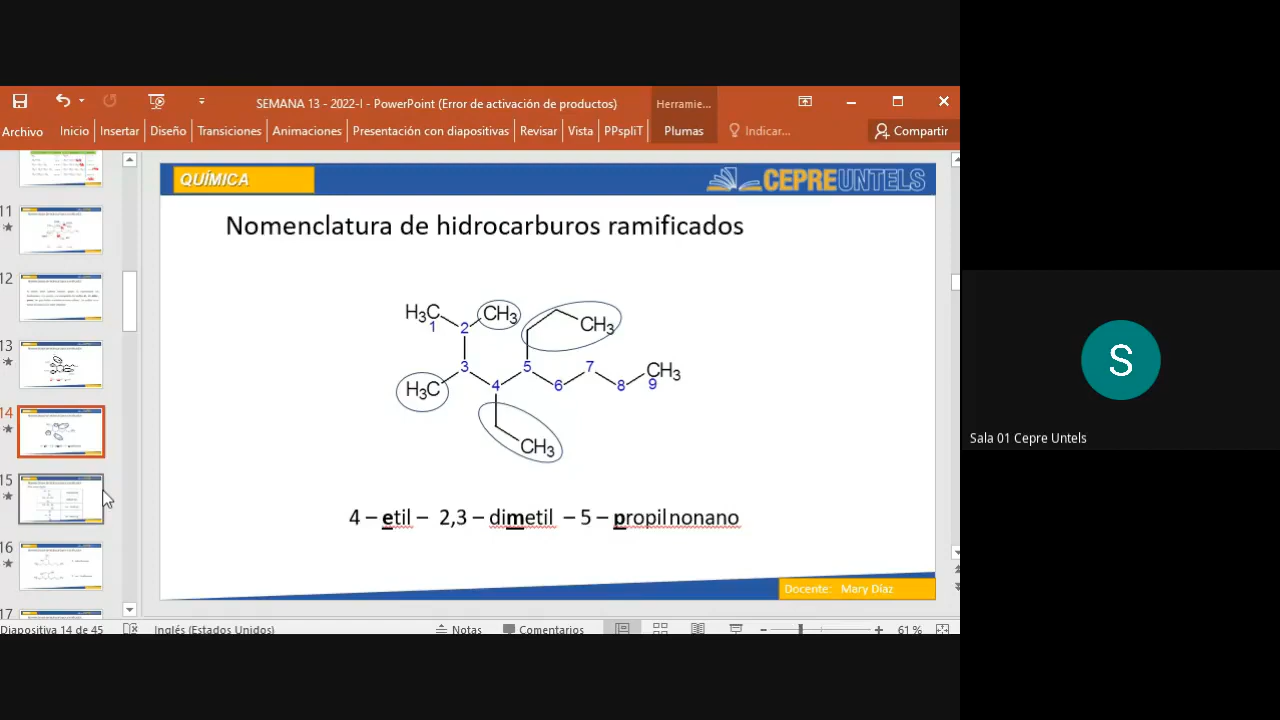 SEMANA 13 - 2022-I - PowerPoint (Error de activación de productos)
Herramie...
Archivo
Inicio
Insertar
Diseño
Transiciones
Animaciones
Presentación con diapositivas
Revisar
Vista
PPspliT
Plumas
Indicar...
Compartir
QUÍMICA
CEPREUNTELS
Nomenclatura de hidrocarburos ramificados
H₃C
CH₃
CH₃
1
2
3
5
7
CH₃
H₃C
4
6
8
9
CH₃
4 – etil – 2,3 – dimetil – 5 – propilnonano
Docente: Mary Díaz
11
12
13
14
15
16
17
Diapositiva 14 de 45
Inglés (Estados Unidos)
Notas
Comentarios
61 %
S
Sala 01 Cepre Untels